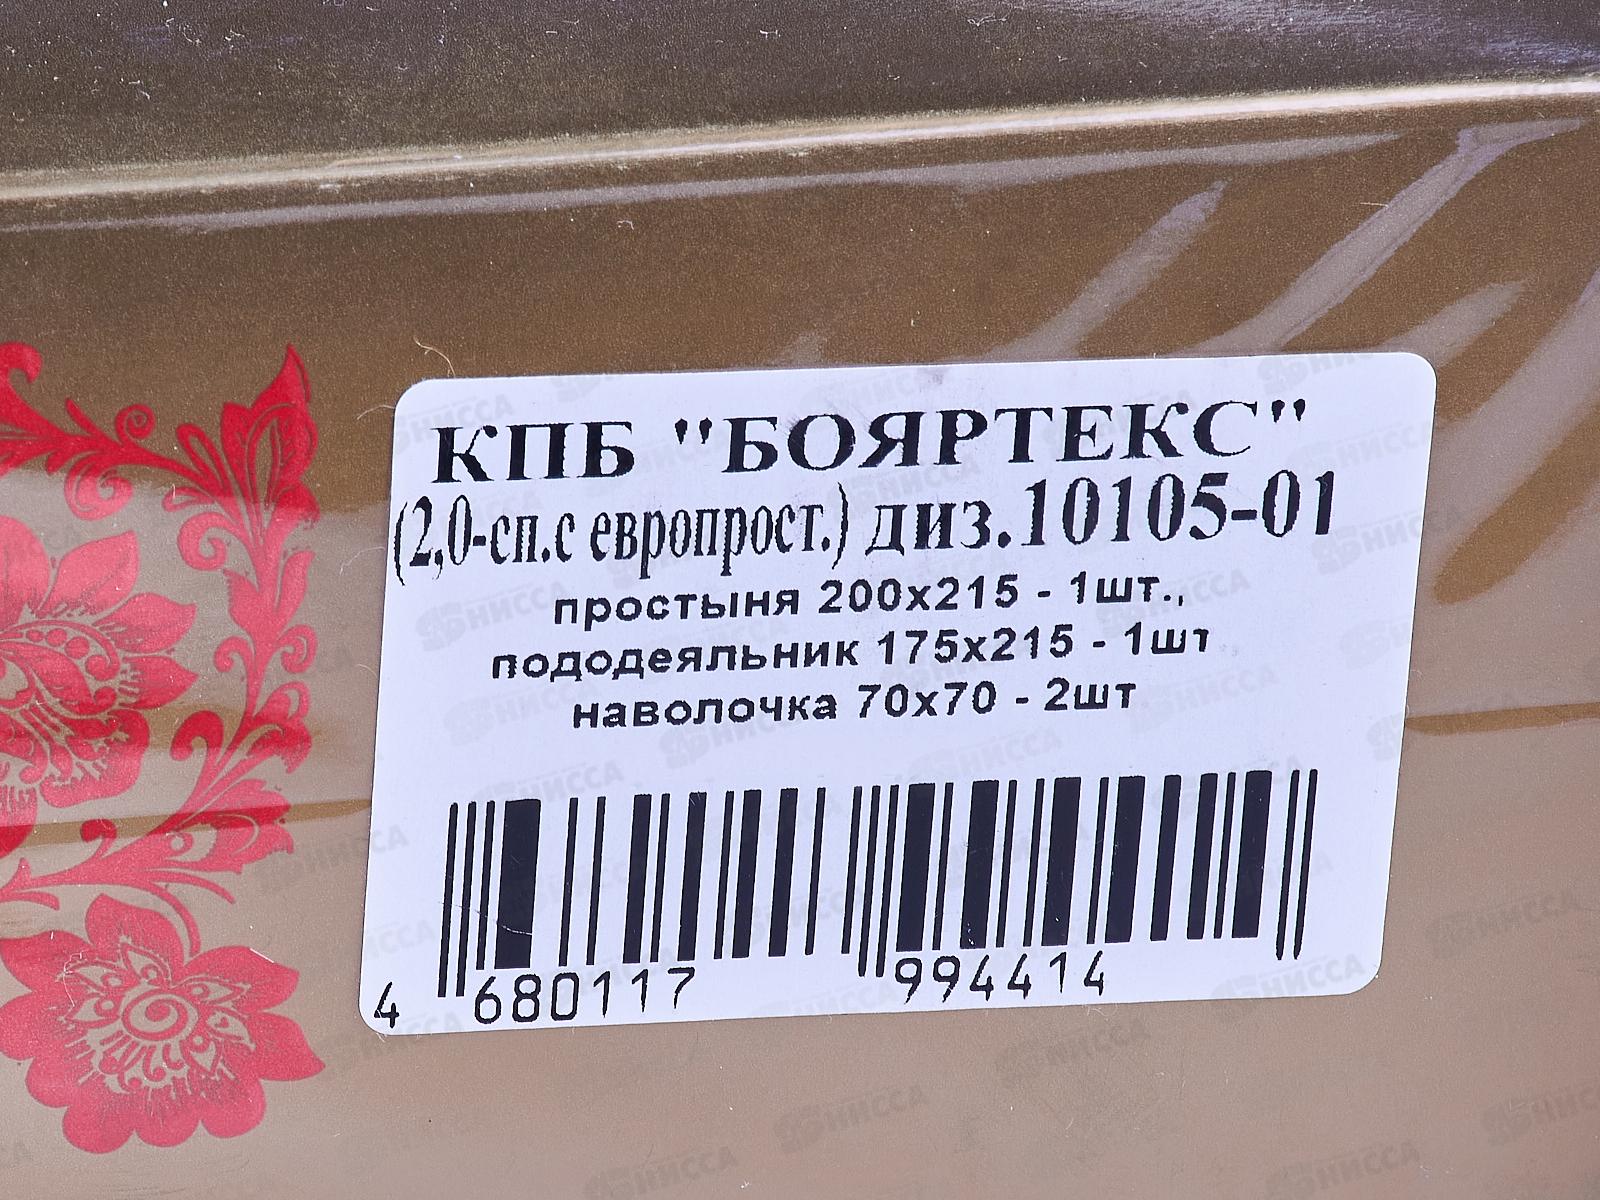 КПБ "БОЯРТЕКС"
(2,0-сп.с европрост.) диз.10105-01
простыня 200х215 - 1шт.,
пододеяльник 175х215 - 1шт
наволочка 70х70 - 2шт
4 680117 994414
НИССА